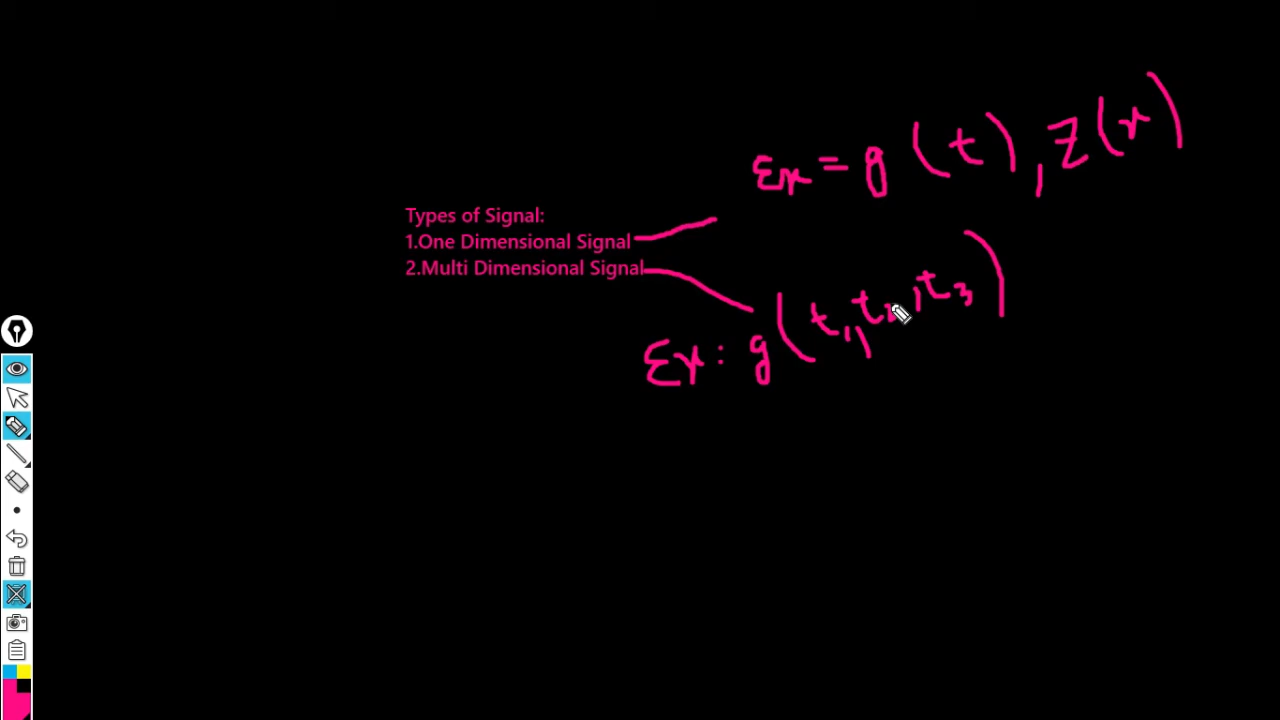 Ex = g(t), Z(x)
Types of Signal:
1.One Dimensional Signal
2.Multi Dimensional Signal
Ex: g(t₁, t₂, t₃)